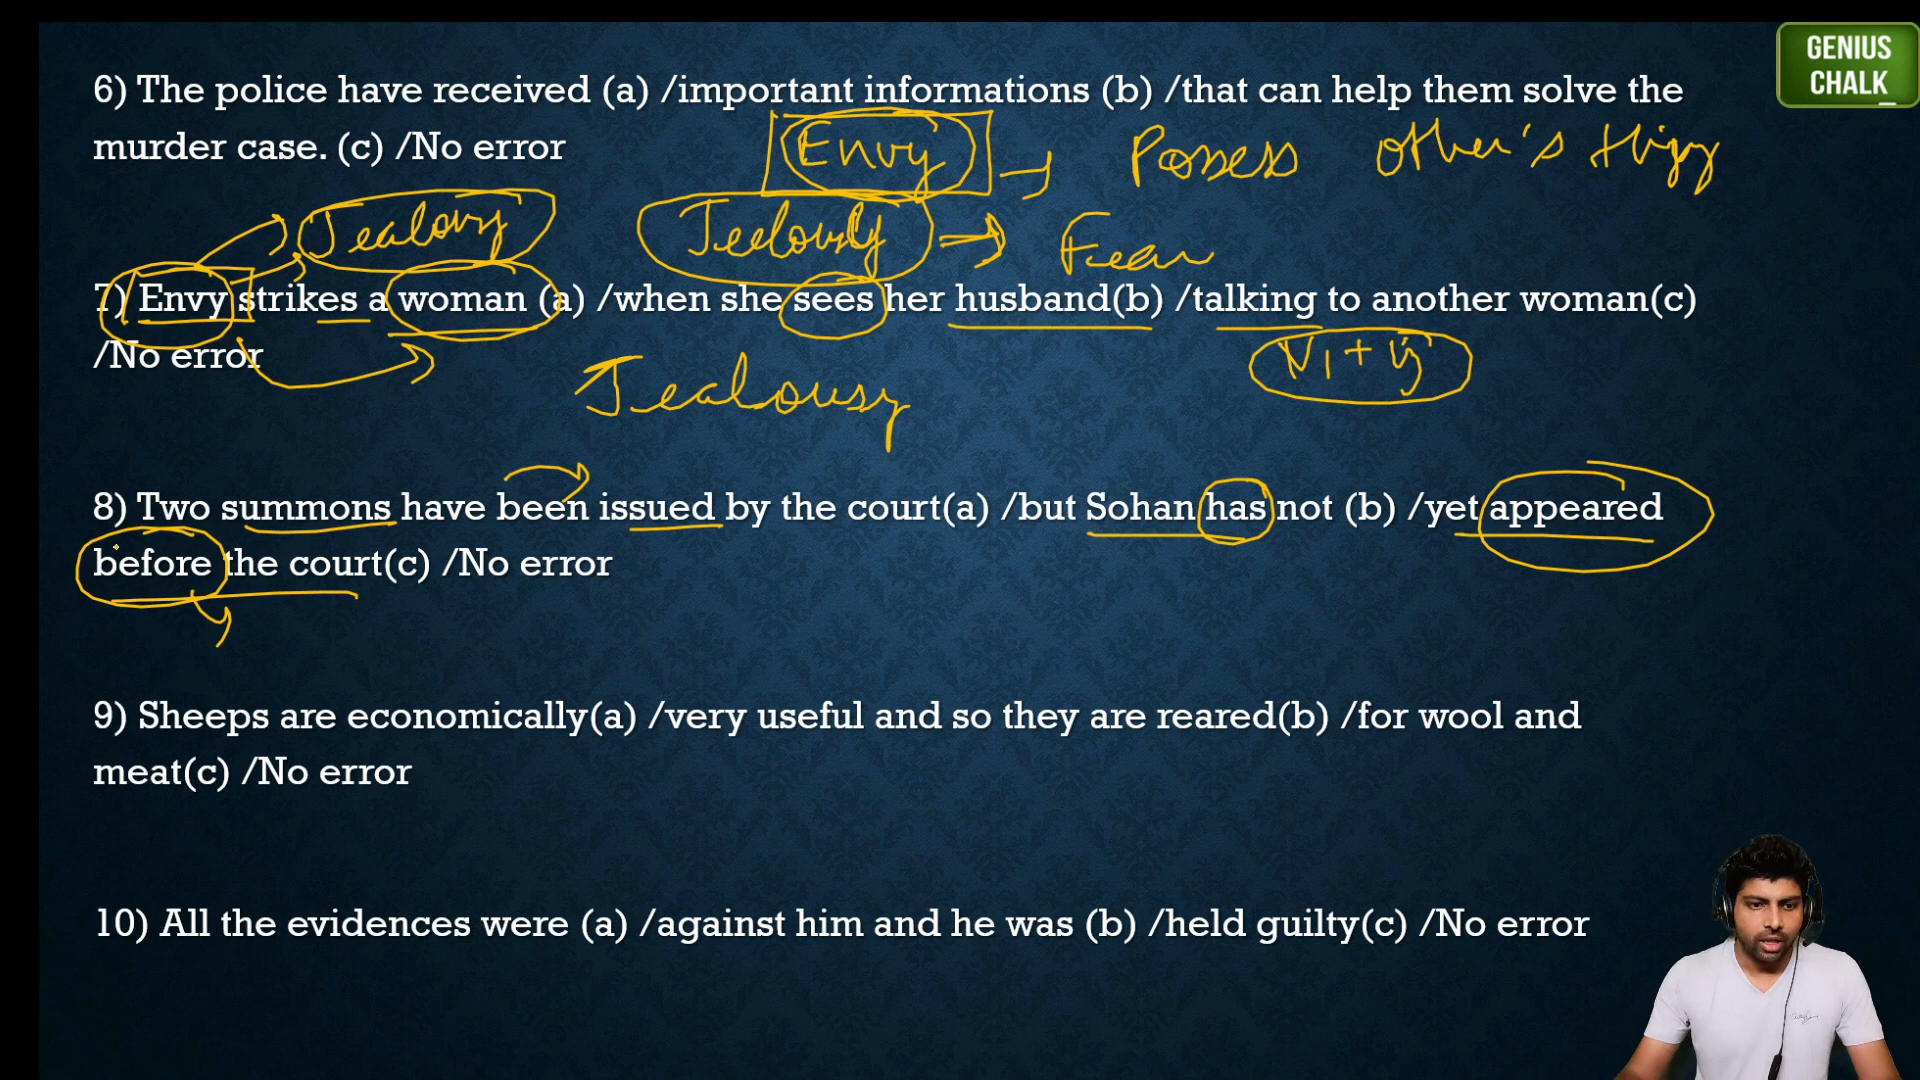 GENIUS
CHALK
6) The police have received (a) /important informations (b) /that can help them solve the
murder case. (c) /No error
Envy → Possess other's things
Jealousy
Jealously → Fear
7) Envy strikes a woman (a) /when she sees her husband(b) /talking to another woman(c)
/No error
V1 + ing
Jealousy
8) Two summons have been issued by the court(a) /but Sohan has not (b) /yet appeared
before the court(c) /No error
9) Sheeps are economically(a) /very useful and so they are reared(b) /for wool and
meat(c) /No error
10) All the evidences were (a) /against him and he was (b) /held guilty(c) /No error